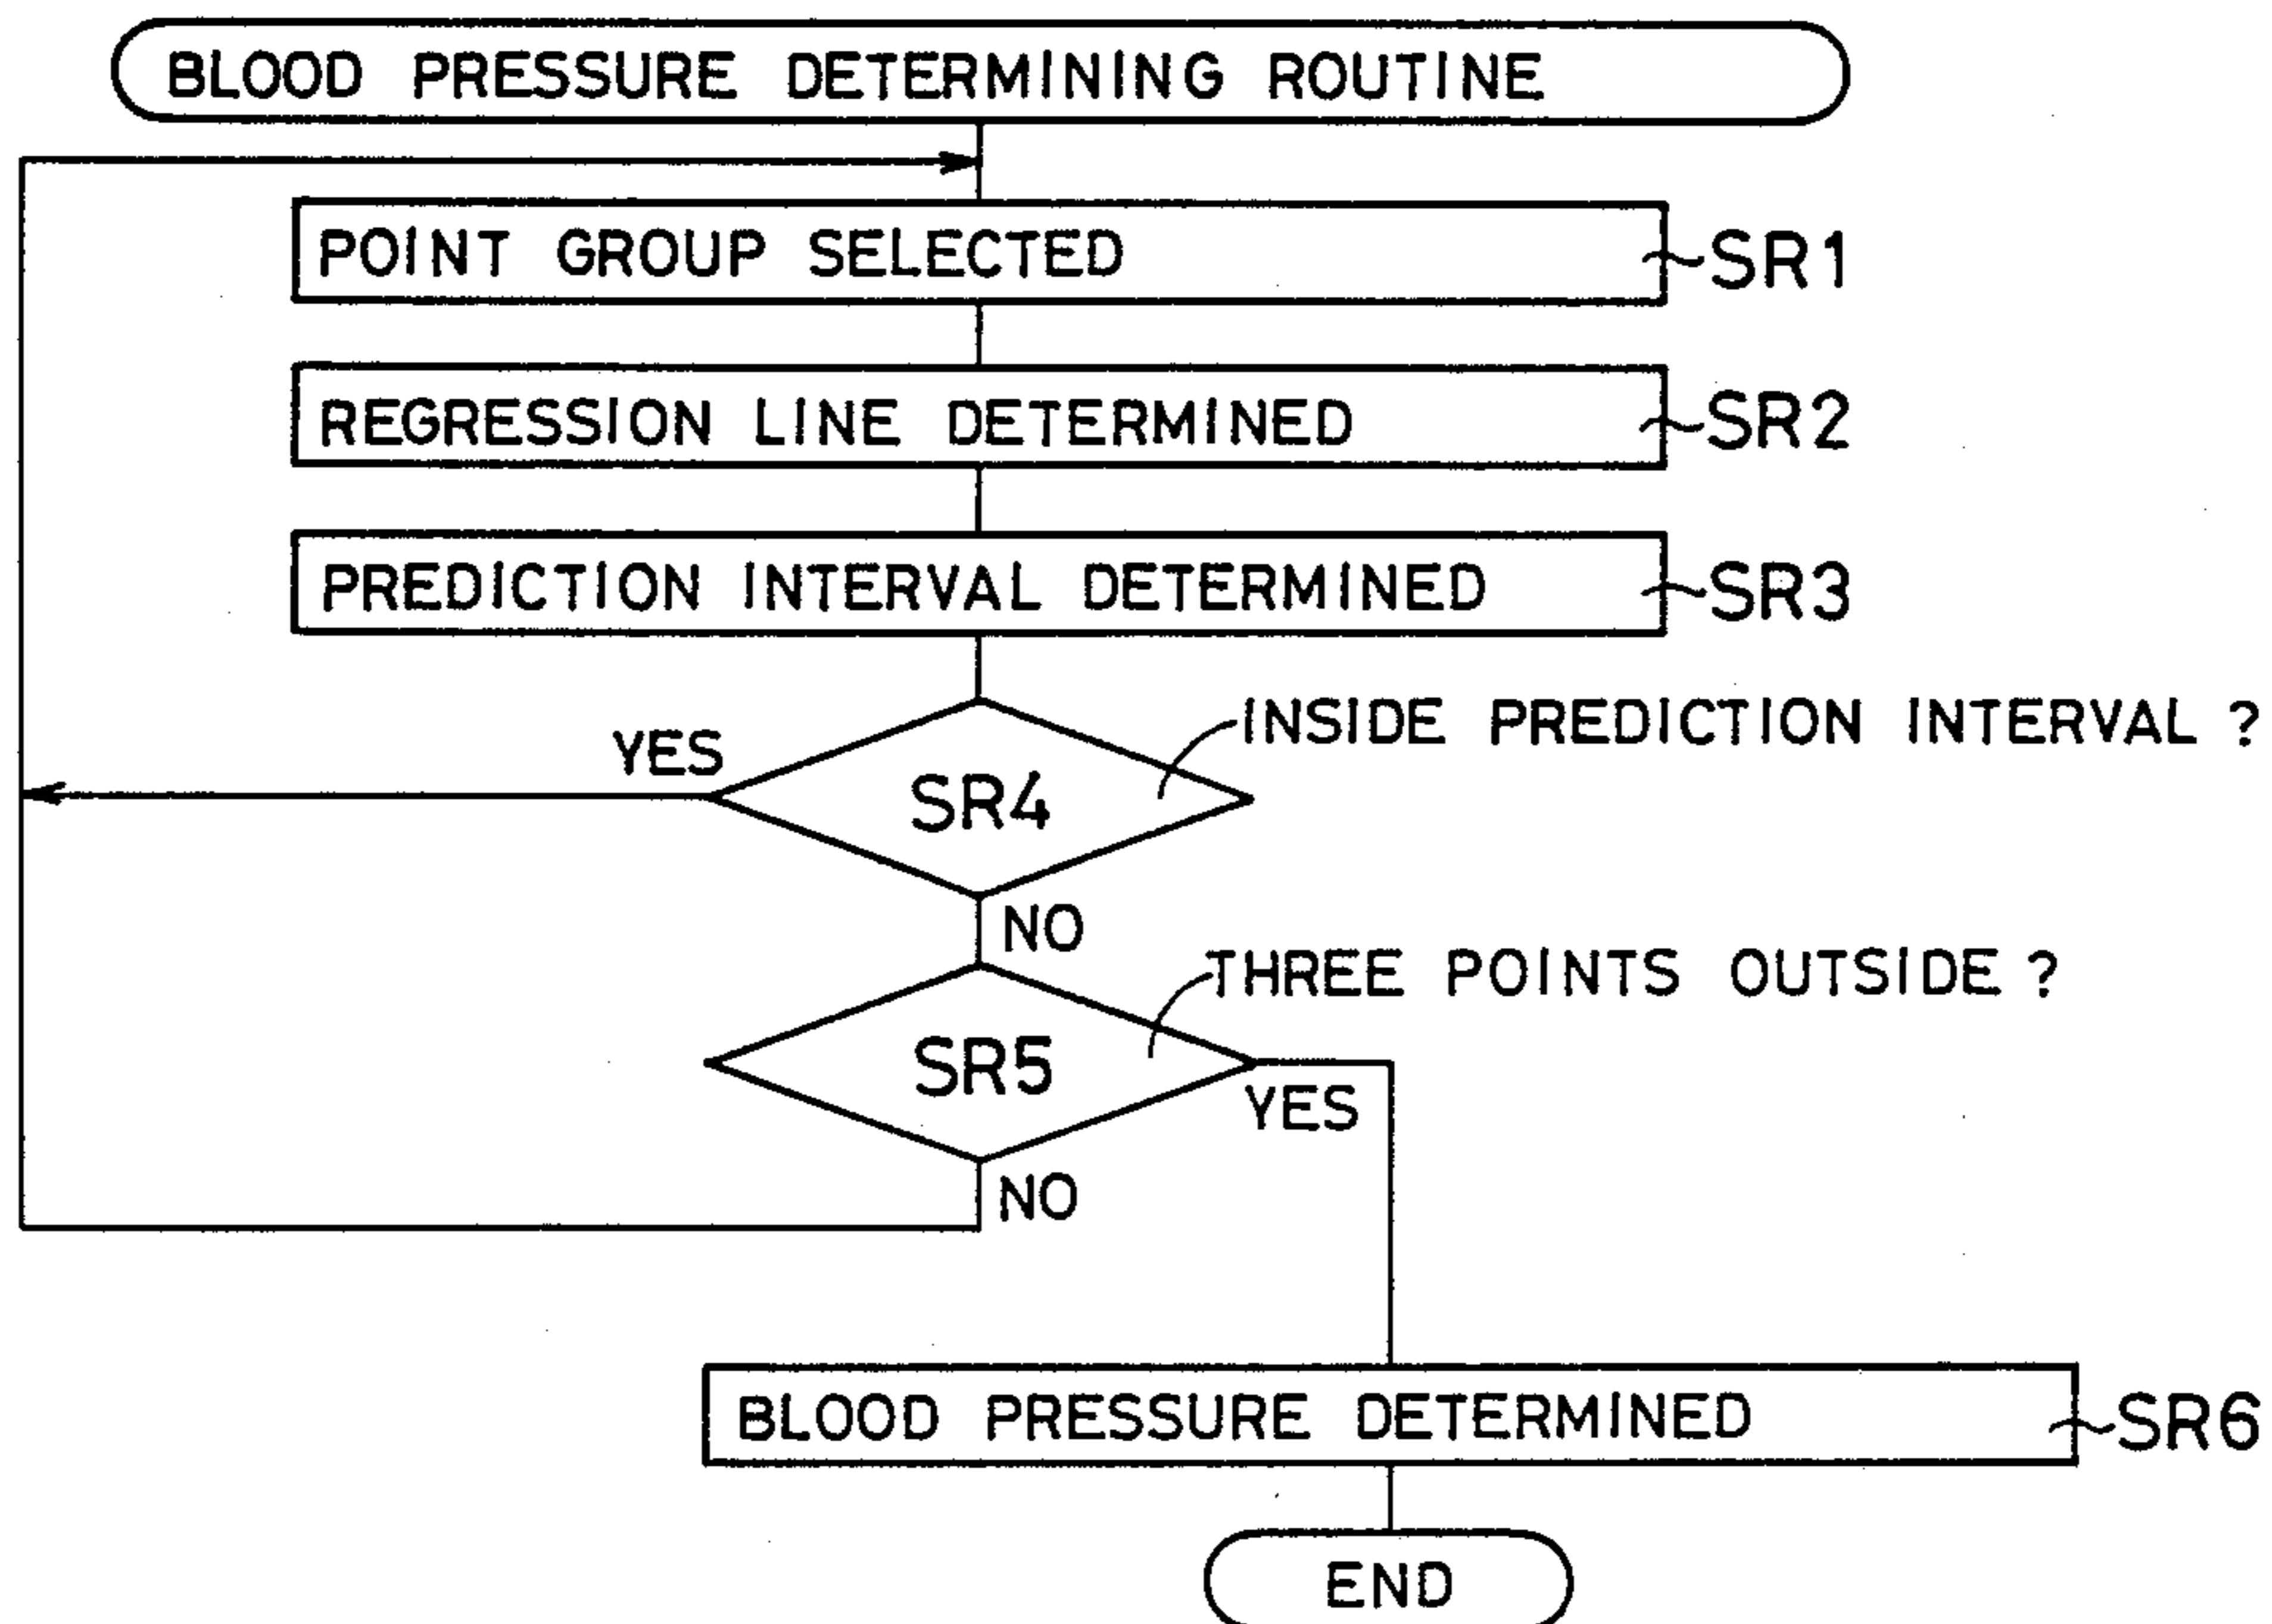 BLOOD PRESSURE DETERMINING ROUTINE
POINT GROUP SELECTED
SR1
REGRESSION LINE DETERMINED
SR2
PREDICTION INTERVAL DETERMINED
SR3
INSIDE PREDICTION INTERVAL ?
YES
SR4
NO
THREE POINTS OUTSIDE ?
SR5
YES
NO
BLOOD PRESSURE DETERMINED
SR6
END